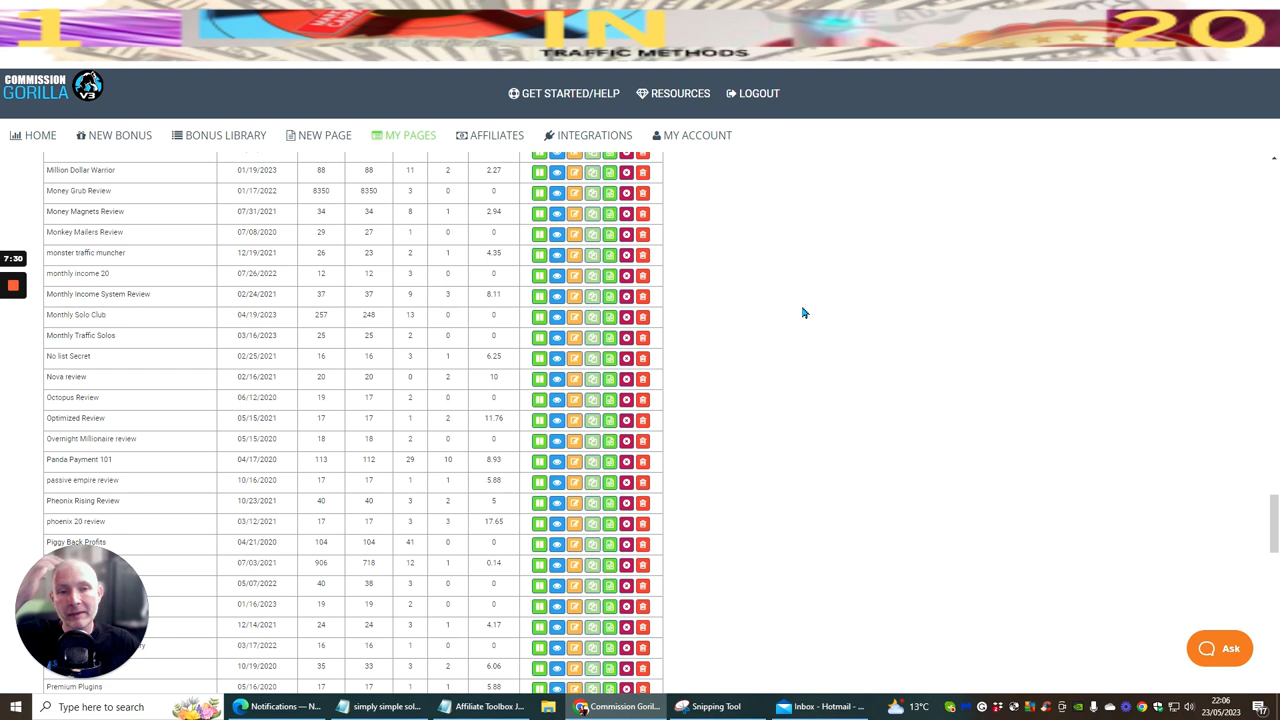 1 IN 20
TRAFFIC METHODS
COMMISSION
GORILLA V3
GET STARTED/HELP RESOURCES LOGOUT
HOME NEW BONUS BONUS LIBRARY NEW PAGE MY PAGES AFFILIATES INTEGRATIONS MY ACCOUNT
Million Dollar Warrior 01/19/2023 88 88 11 2 2.27
Money Grub Review 01/17/2022 8350 8350 3 0 0
Money Magnets Review 07/31/2021 34 34 8 1 2.94
Monkey Mailers Review 07/08/2020 29 27 1 0 0
monster traffic muncher 12/19/2021 26 23 2 1 4.35
monthly income 20 07/26/2022 12 12 3 0 0
Monthly Income System Review 02/24/2021 37 37 9 3 8.11
Monthly Solo Club 04/19/2023 257 248 13 0 0
Monthly Traffic Solos 03/16/2023 25 25 2 0 0
No list Secret 02/25/2021 16 16 3 1 6.25
Nova review 02/16/2021 20 20 0 2 10
Octopus Review 06/12/2020 19 17 2 0 0
Optimized Review 05/15/2021 17 17 1 2 11.76
Overnight Millionaire review 05/15/2020 18 18 2 0 0
Panda Payment 101 04/17/2020 113 112 29 10 8.93
passive empire review 10/16/2020 17 17 1 1 5.88
Pheonix Rising Review 10/23/2021 40 40 3 2 5
phoenix 20 review 03/12/2021 17 17 3 3 17.65
Piggy Back Profits 04/21/2020 104 104 41 0 0
07/03/2021 906 718 12 1 0.14
05/07/2022 40 38 3 0 0
01/16/2023 19 19 2 0 0
12/14/2021 24 24 3 1 4.17
03/17/2022 16 16 1 0 0
10/19/2020 35 33 3 2 6.06
Premium Plugins 05/16/2020 17 17 1 1 5.88
7:30
Ask
Type here to search
Notifications — N...
simply simple sol...
Affiliate Toolbox J...
Commission Goril...
Snipping Tool
Inbox - Hotmail - ...
13°C
22:06
23/05/2023
17